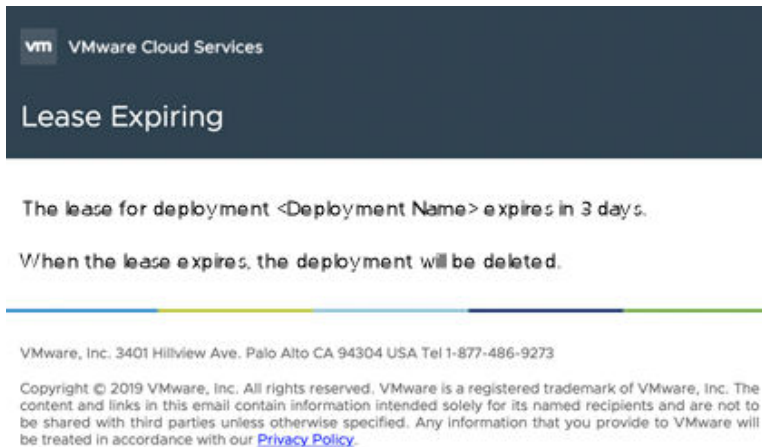 vm VMware Cloud Services
Lease Expiring
The lease for deployment <Deployment Name> expires in 3 days.
When the lease expires, the deployment will be deleted.
VMware, Inc. 3401 Hillview Ave. Palo Alto CA 94304 USA Tel 1-877-486-9273
Copyright © 2019 VMware, Inc. All rights reserved. VMware is a registered trademark of VMware, Inc. The
content and links in this email contain information intended solely for its named recipients and are not to
be shared with third parties unless otherwise specified. Any information that you provide to VMware will
be treated in accordance with our Privacy Policy.